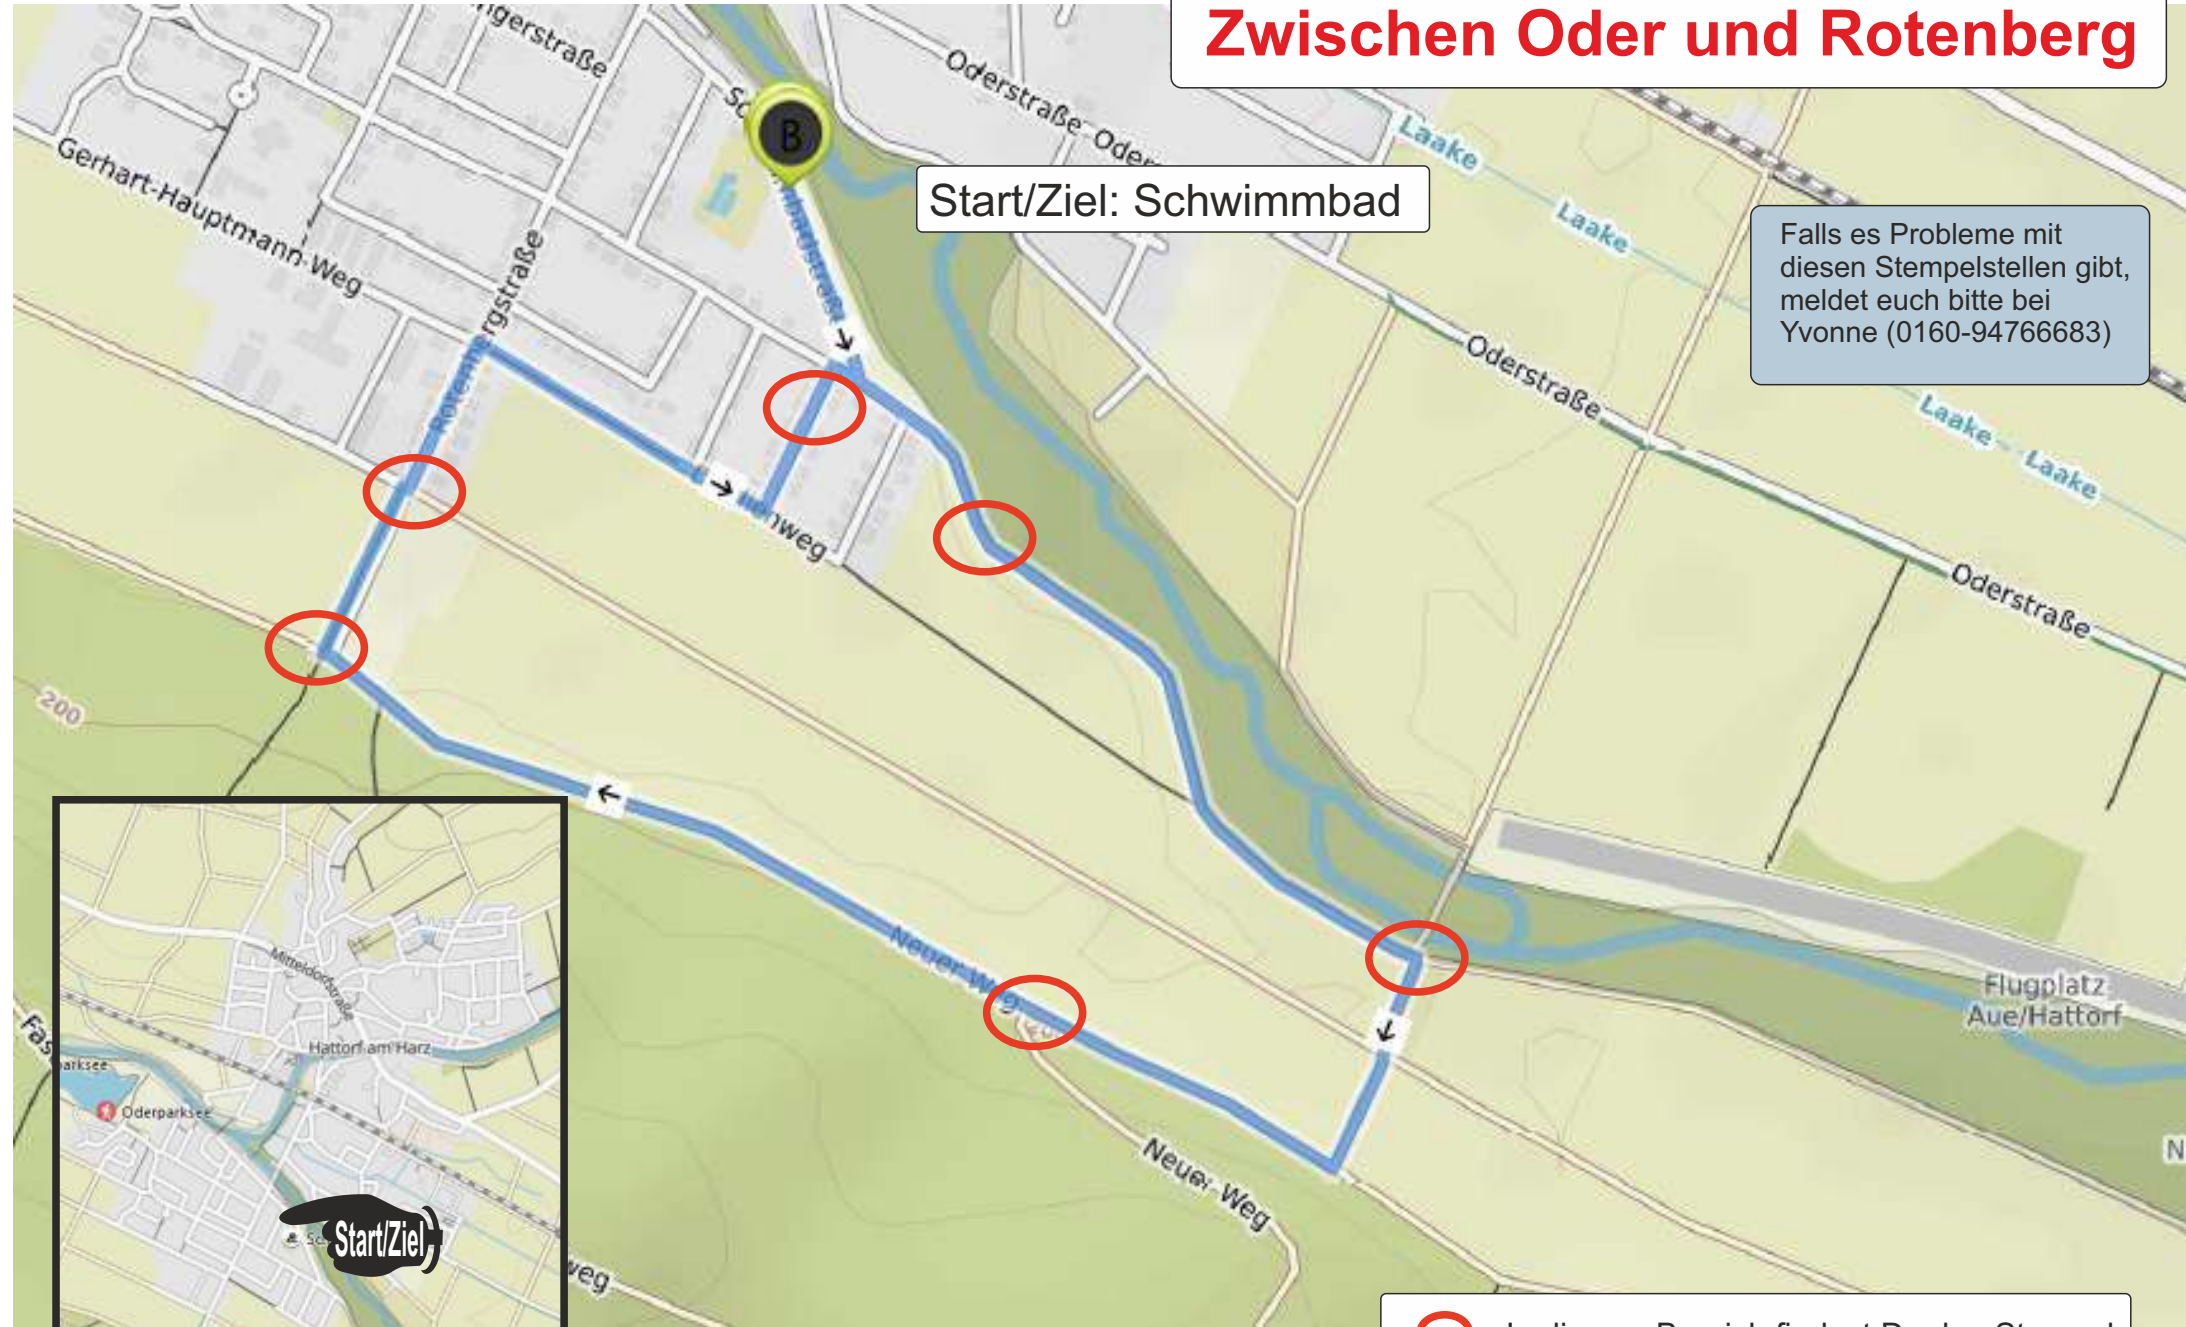 Zwischen Oder und Rotenberg
Oderstraße
Laake
Gerhart-Hauptmann-Weg
Start/Ziel: Schwimmbad
B
Laake
Falls es Probleme mit
diesen Stempelstellen gibt,
meldet euch bitte bei
Yvonne (0160-94766683)
Oderstraße
Laake
Laake
Oderstraße
200
Neuer Weg
Flugplatz
Aue/Hattorf
Neuer Weg
Mitteldorfstraße
Hattorf am Harz
Oderparksee
Start/Ziel